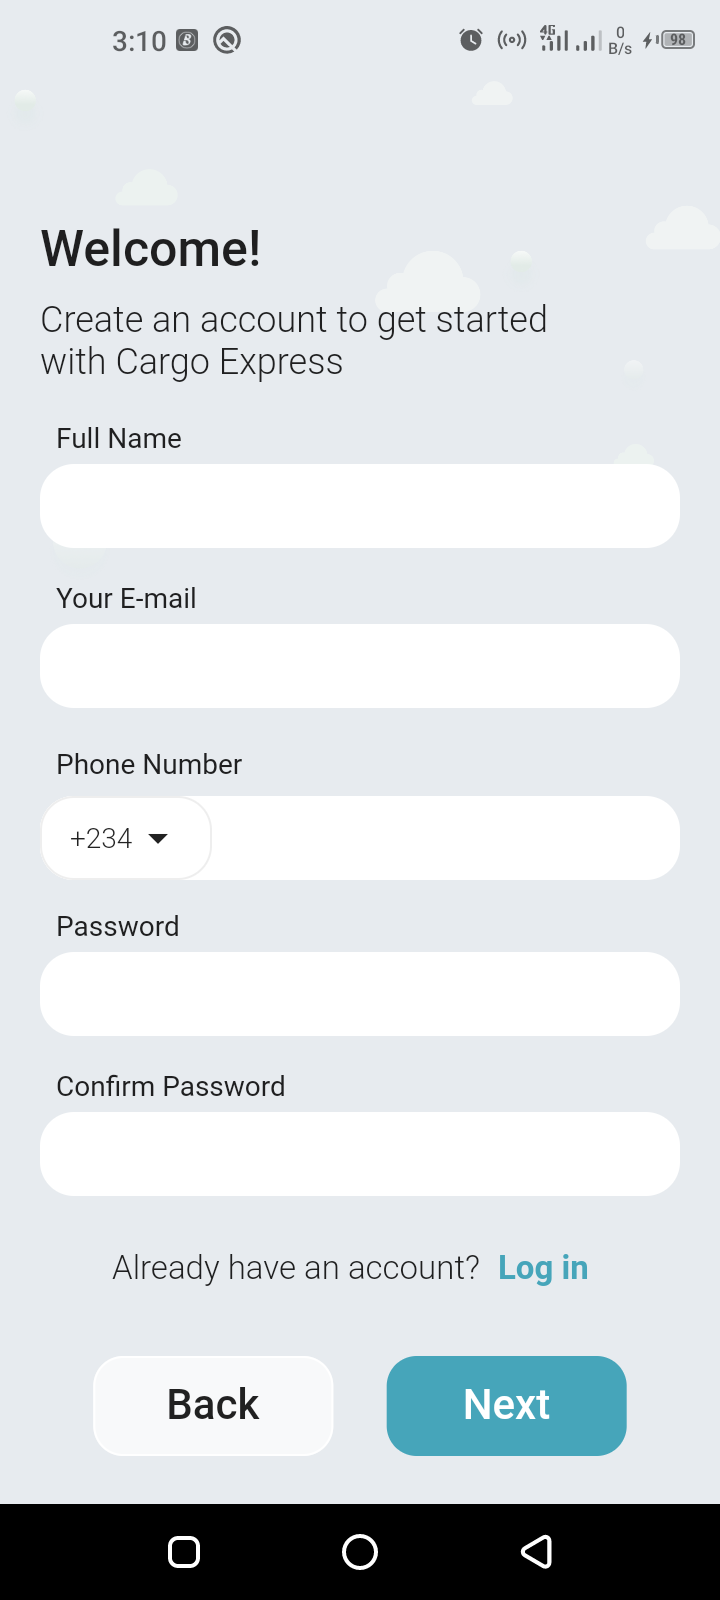 3:10
4G
0
B/s
98
Welcome!
Create an account to get started
with Cargo Express
Full Name
Your E-mail
Phone Number
+234
Password
Confirm Password
Already have an account? Log in
Back
Next